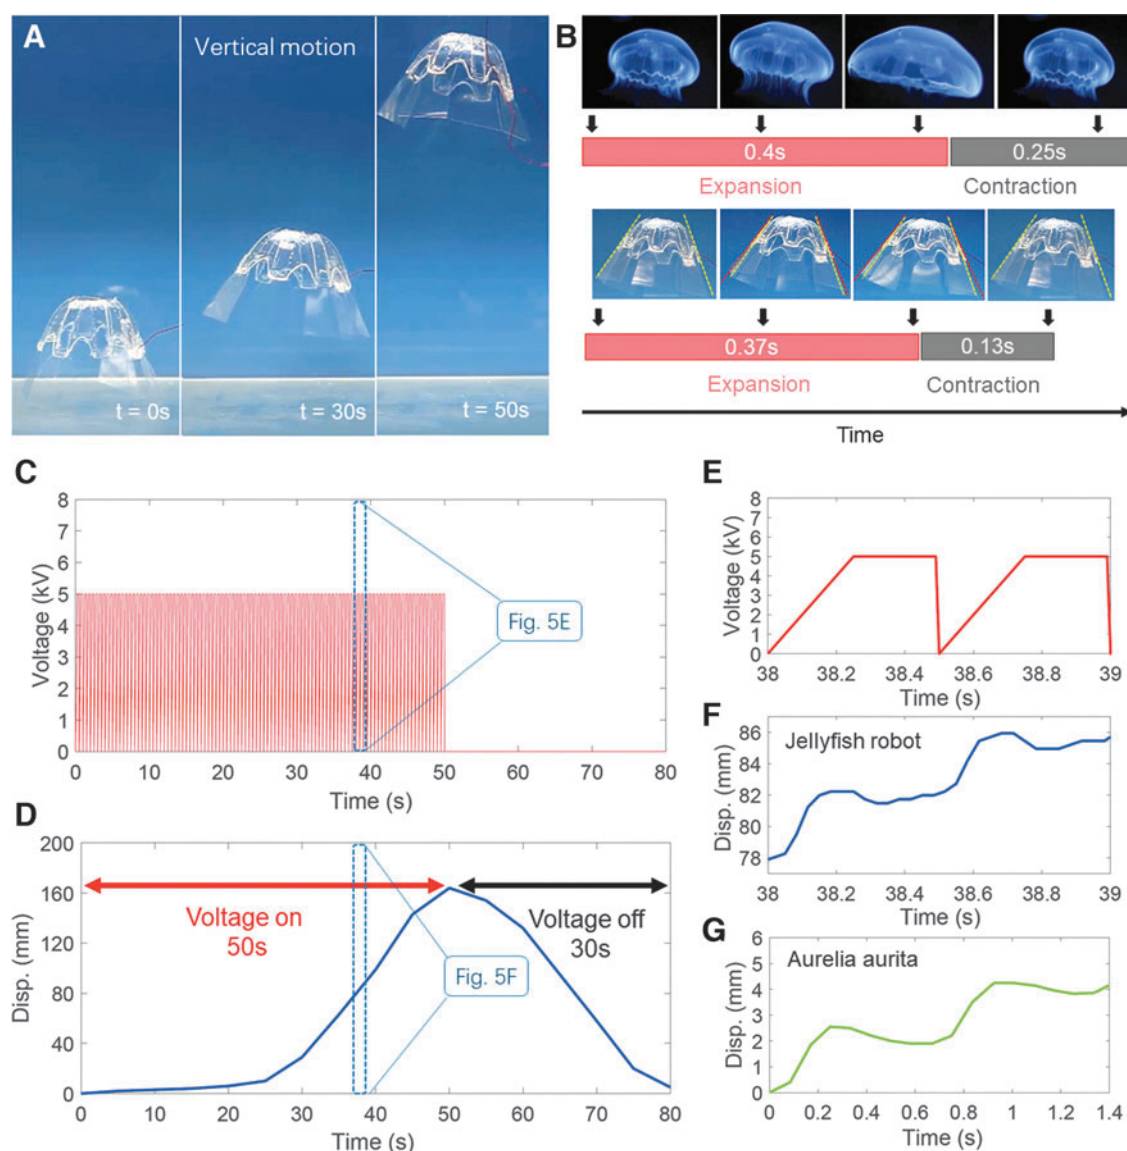 A
Vertical motion
t = 0s
t = 30s
t = 50s
B
0.4s
0.25s
Expansion
Contraction
0.37s
0.13s
Expansion
Contraction
Time
C
8
7
6
5
4
3
2
1
0
Voltage (kV)
Fig. 5E
0 10 20 30 40 50 60 70 80
Time (s)
D
200
160
120
80
40
0
Disp. (mm)
Voltage on
50s
Voltage off
30s
Fig. 5F
0 10 20 30 40 50 60 70 80
Time (s)
E
8
7
6
5
4
3
2
1
0
Voltage (kV)
38 38.2 38.4 38.6 38.8 39
Time (s)
F
86
82
78
Disp. (mm)
Jellyfish robot
38 38.2 38.4 38.6 38.8 39
Time (s)
G
6
5
4
3
2
1
0
Disp. (mm)
Aurelia aurita
0 0.2 0.4 0.6 0.8 1 1.2 1.4
Time (s)